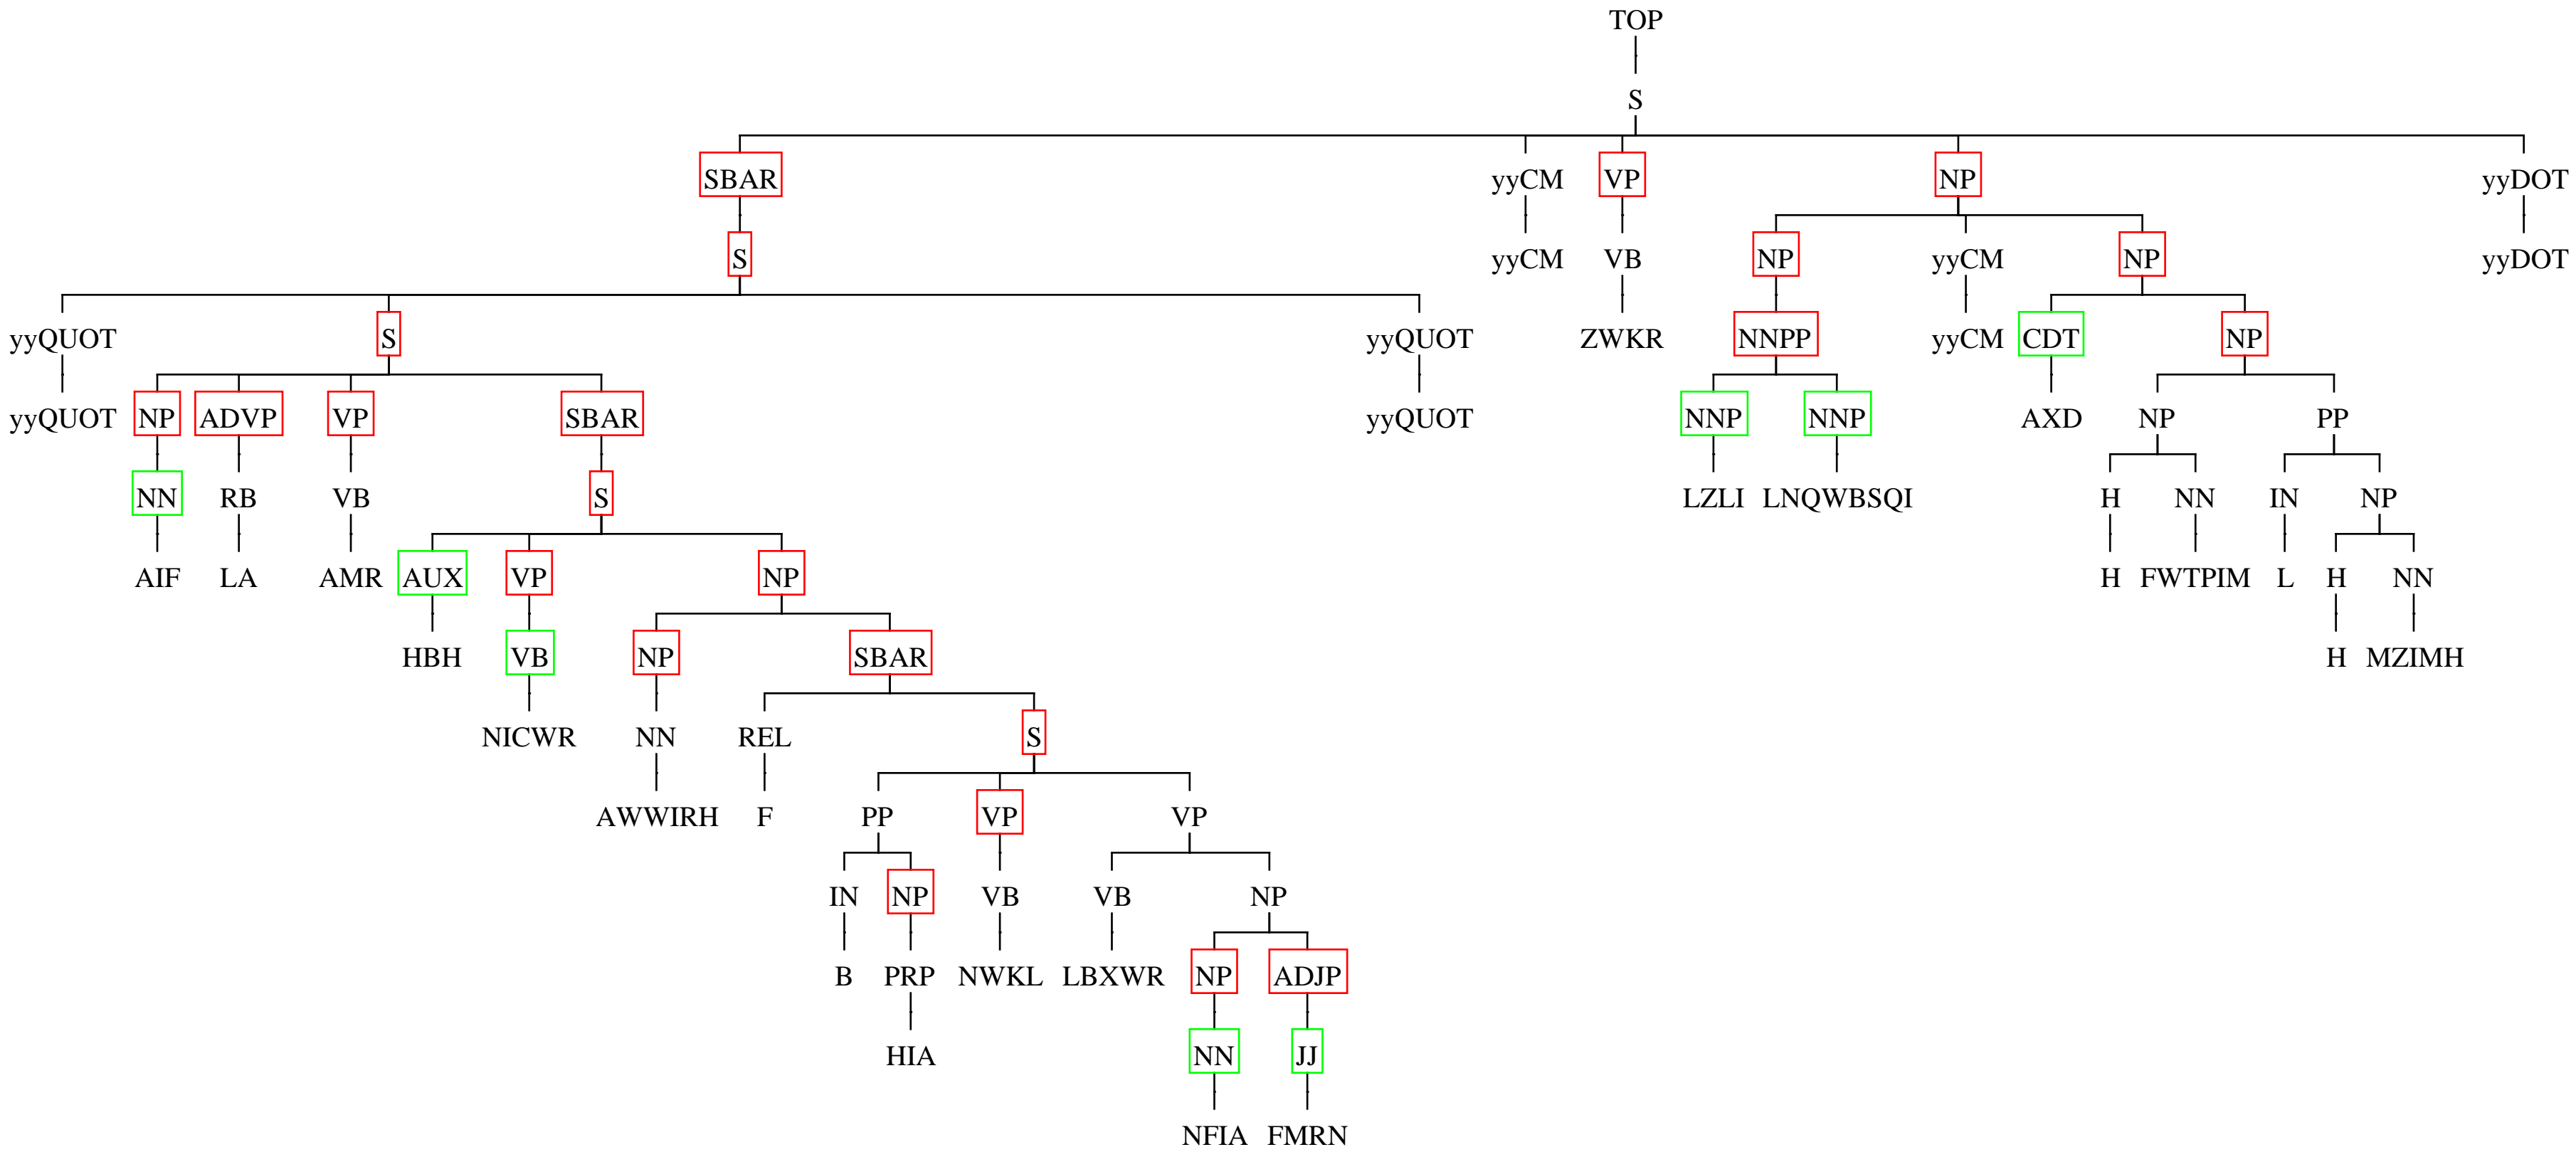 TOP
S
SBAR yyCM VP NP yyDOT
S yyCM VB NP yyCM NP yyDOT
yyQUOT S yyQUOT ZWKR NNPP yyCM CDT NP
yyQUOT NP ADVP VP SBAR yyQUOT NNP NNP AXD NP PP
NN RB VB S LZLI LNQWBSQI H NN IN NP
AIF LA AMR AUX VP NP H FWTPIM L H NN
HBH VB NP SBAR H MZIMH
NICWR NN REL S
AWWIRH F PP VP VP
IN NP VB VB NP
B PRP NWKL LBXWR NP ADJP
HIA NN JJ
NFIA FMRN